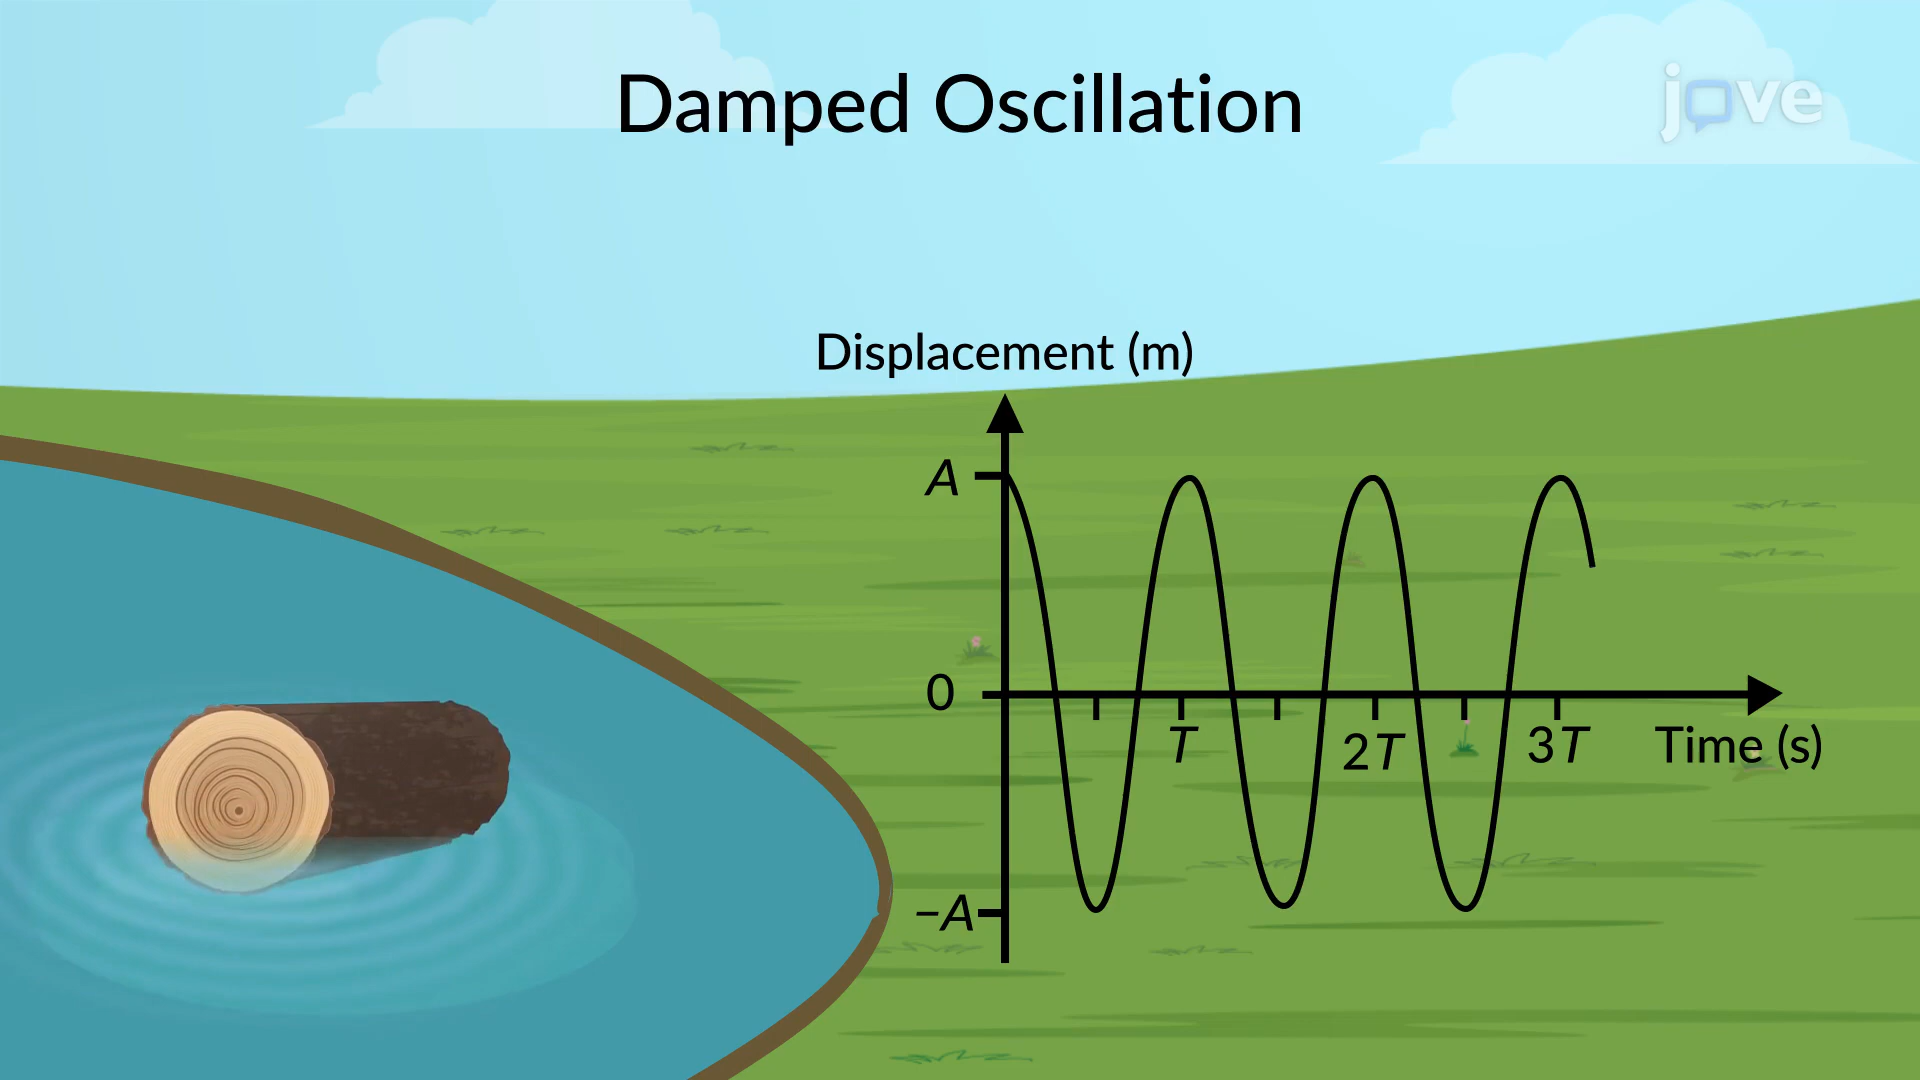 Damped Oscillation
jove
Displacement (m)
A
0
T
2T
3T
Time (s)
−A